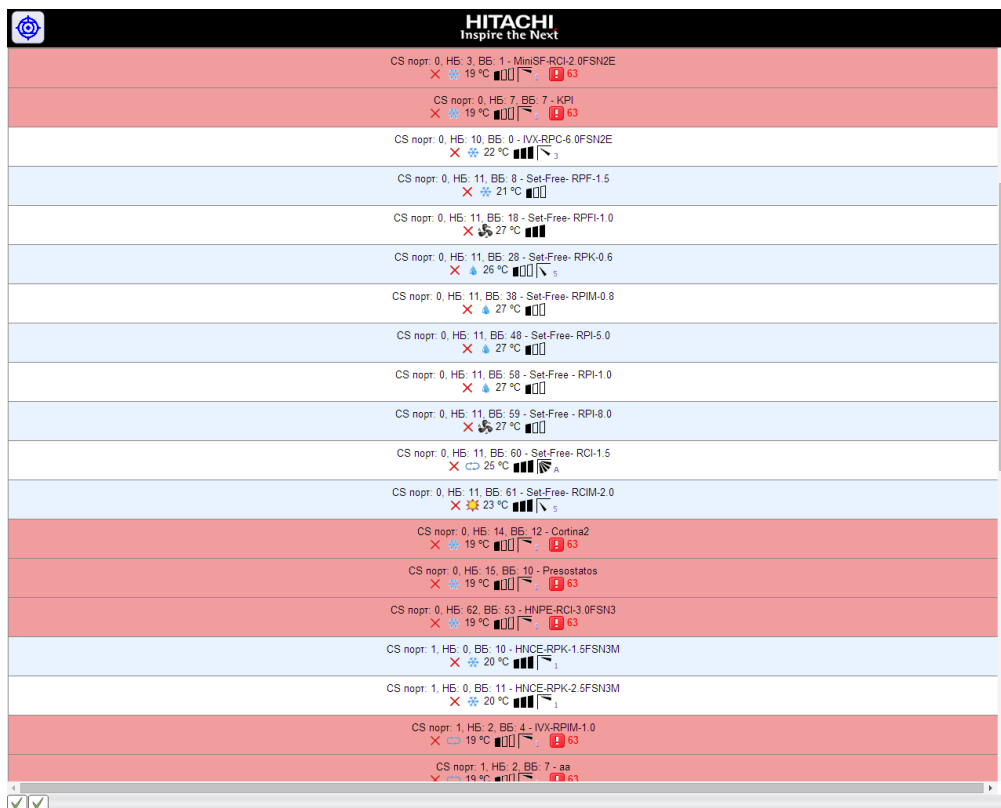 HITACHI
Inspire the Next
CS порт: 0, НБ: 3, ВБ: 1 - MiniSF-RCI-2.0FSN2E
19 ºC 63
CS порт: 0, НБ: 7, ВБ: 7 - KPI
19 ºC 63
CS порт: 0, НБ: 10, ВБ: 0 - IVX-RPC-6.0FSN2E
22 ºC 3
CS порт: 0, НБ: 11, ВБ: 8 - Set-Free- RPF-1.5
21 ºC
CS порт: 0, НБ: 11, ВБ: 18 - Set-Free- RPFI-1.0
27 ºC
CS порт: 0, НБ: 11, ВБ: 28 - Set-Free- RPK-0.6
26 ºC 5
CS порт: 0, НБ: 11, ВБ: 38 - Set-Free- RPIM-0.8
27 ºC
CS порт: 0, НБ: 11, ВБ: 48 - Set-Free- RPI-5.0
27 ºC
CS порт: 0, НБ: 11, ВБ: 58 - Set-Free - RPI-1.0
27 ºC
CS порт: 0, НБ: 11, ВБ: 59 - Set-Free - RPI-8.0
27 ºC
CS порт: 0, НБ: 11, ВБ: 60 - Set-Free- RCI-1.5
25 ºC A
CS порт: 0, НБ: 11, ВБ: 61 - Set-Free- RCIM-2.0
23 ºC 5
CS порт: 0, НБ: 14, ВБ: 12 - Cortina2
19 ºC 63
CS порт: 0, НБ: 15, ВБ: 10 - Presostatos
19 ºC 63
CS порт: 0, НБ: 62, ВБ: 53 - HNPE-RCI-3.0FSN3
19 ºC 63
CS порт: 1, НБ: 0, ВБ: 10 - HNCE-RPK-1.5FSN3M
20 ºC 1
CS порт: 1, НБ: 0, ВБ: 11 - HNCE-RPK-2.5FSN3M
20 ºC 1
CS порт: 1, НБ: 2, ВБ: 4 - IVX-RPIM-1.0
19 ºC 63
CS порт: 1, НБ: 2, ВБ: 7 - aa
19 ºC 63